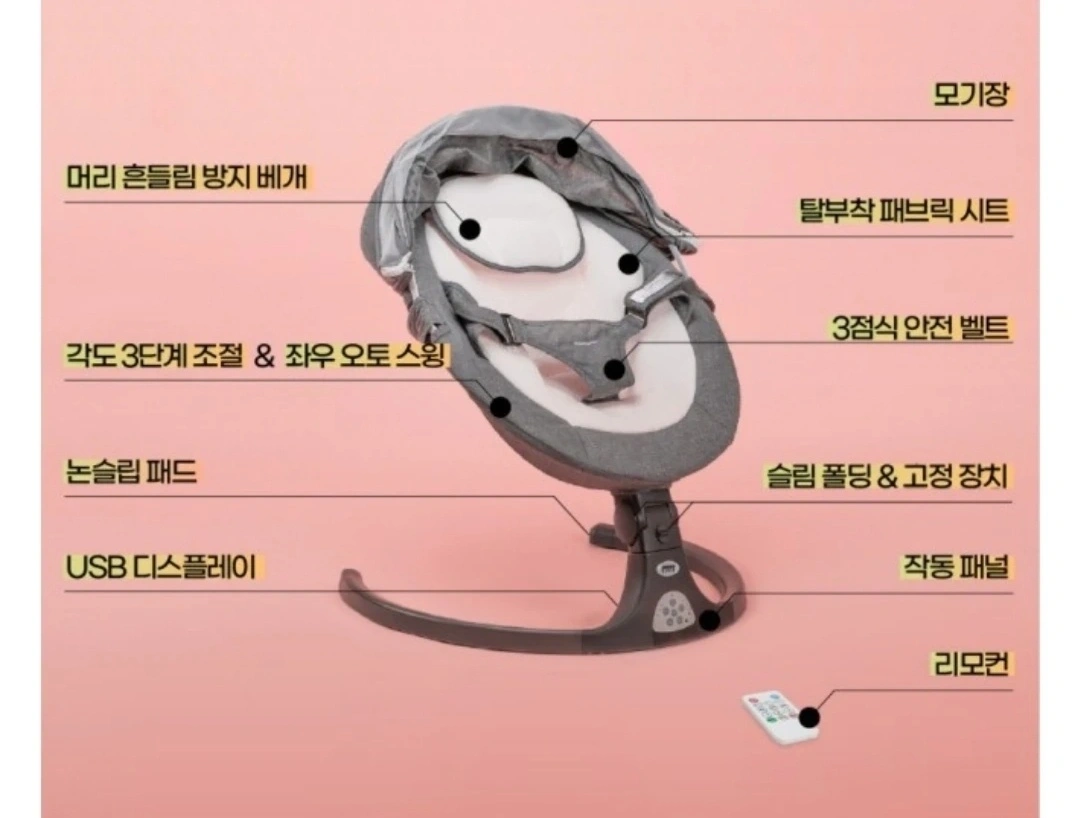 모기장
머리 흔들림 방지 베개
탈부착 패브릭 시트
3점식 안전 벨트
각도 3단계 조절 & 좌우 오토 스윙
논슬립 패드
슬림 폴딩 & 고정 장치
USB 디스플레이
작동 패널
리모컨